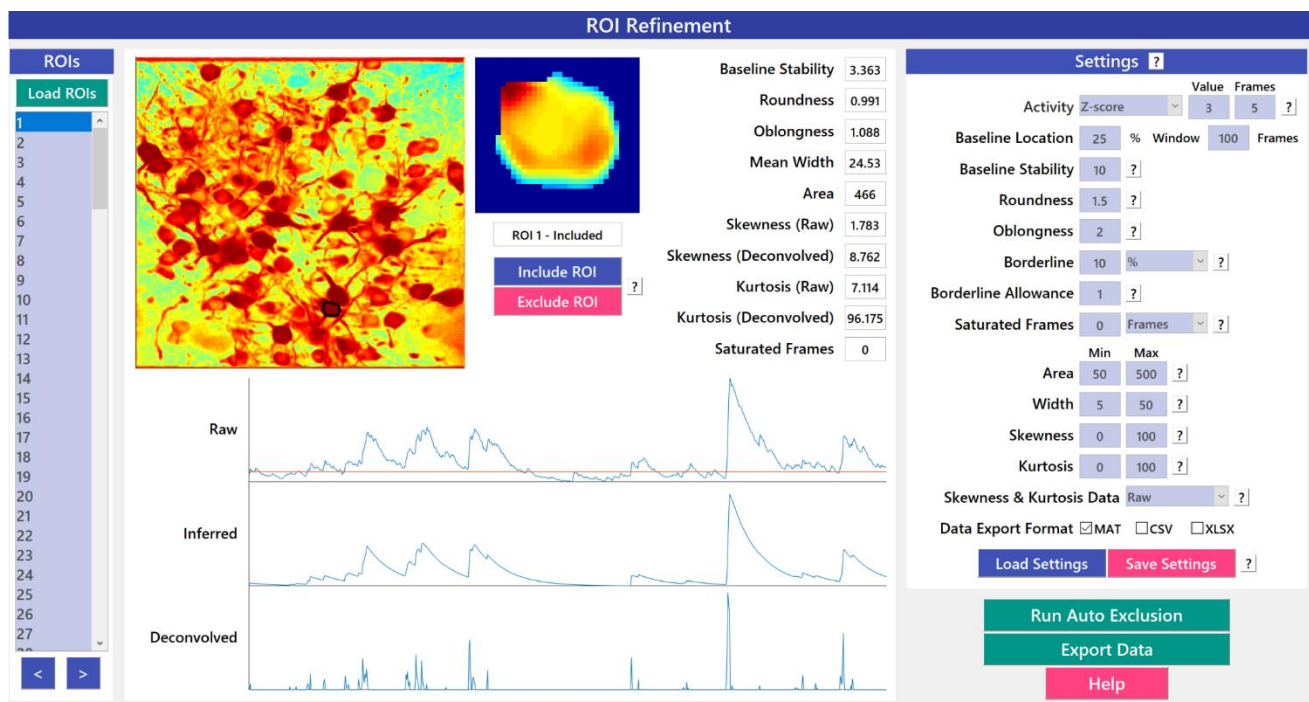 ROI Refinement
ROIs
Load ROIs
1
2
3
4
5
6
7
8
9
10
11
12
13
14
15
16
17
18
19
20
21
22
23
24
25
26
27
< >
ROI 1 - Included
Include ROI
Exclude ROI ?
Baseline Stability 3.363
Roundness 0.991
Oblongness 1.088
Mean Width 24.53
Area 466
Skewness (Raw) 1.783
Skewness (Deconvolved) 8.762
Kurtosis (Raw) 7.114
Kurtosis (Deconvolved) 96.175
Saturated Frames 0
Raw
Inferred
Deconvolved
Settings ?
Value Frames
Activity Z-score 3 5 ?
Baseline Location 25 % Window 100 Frames
Baseline Stability 10 ?
Roundness 1.5 ?
Oblongness 2 ?
Borderline 10 % ?
Borderline Allowance 1 ?
Saturated Frames 0 Frames ?
Min Max
Area 50 500 ?
Width 5 50 ?
Skewness 0 100 ?
Kurtosis 0 100 ?
Skewness & Kurtosis Data Raw ?
Data Export Format MAT CSV XLSX
Load Settings Save Settings ?
Run Auto Exclusion
Export Data
Help